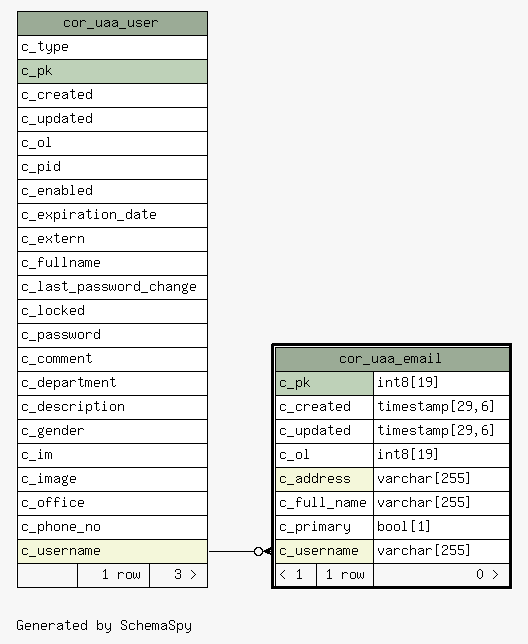 cor_uaa_user
c_type
c_pk
c_created
c_updated
c_ol
c_pid
c_enabled
c_expiration_date
c_extern
c_fullname
c_last_password_change
c_locked
c_password
c_comment
c_department
c_description
c_gender
c_im
c_image
c_office
c_phone_no
c_username
1 row 3 >
cor_uaa_email
c_pk int8[19]
c_created timestamp[29,6]
c_updated timestamp[29,6]
c_ol int8[19]
c_address varchar[255]
c_full_name varchar[255]
c_primary bool[1]
c_username varchar[255]
< 1 1 row 0 >
Generated by SchemaSpy